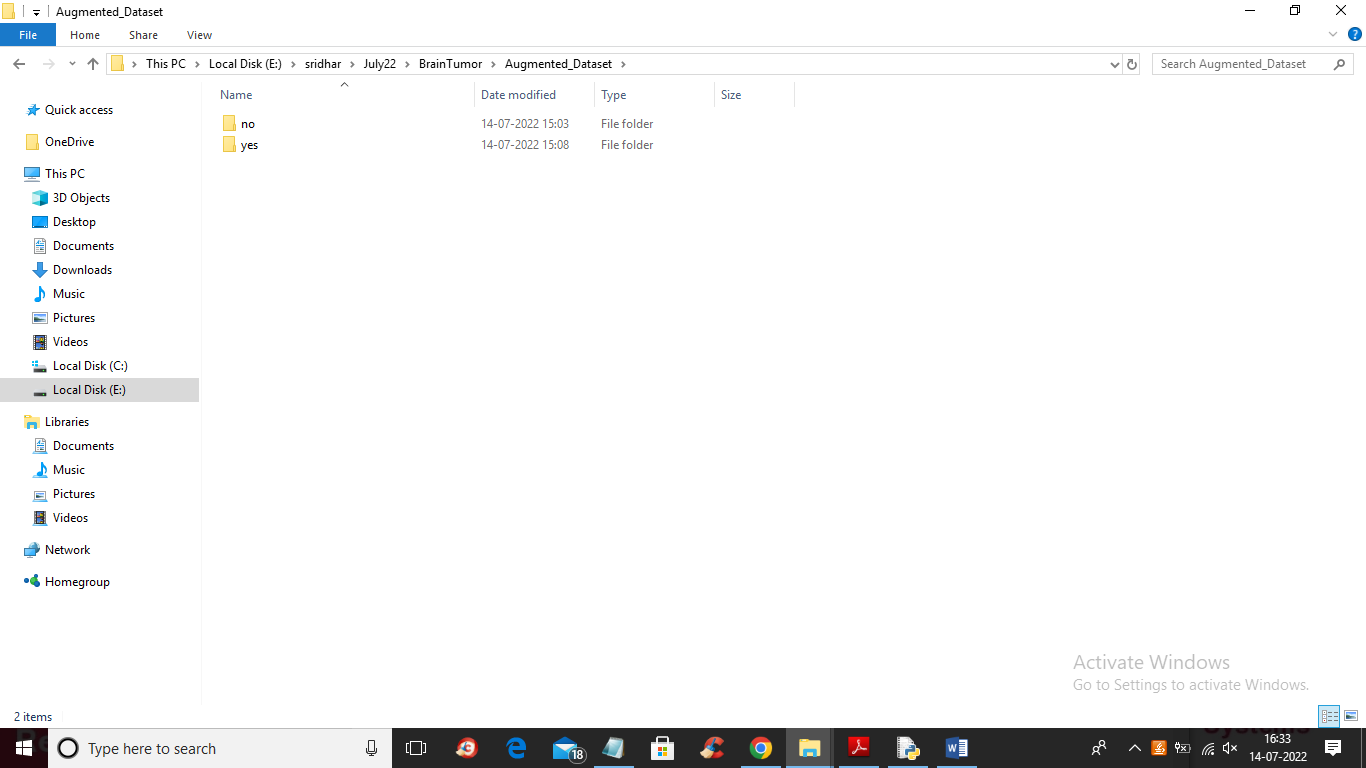 Augmented_Dataset
File Home Share View
This PC Local Disk (E:) sridhar July22 BrainTumor Augmented_Dataset
Search Augmented_Dataset
Name Date modified Type Size
no 14-07-2022 15:03 File folder
yes 14-07-2022 15:08 File folder
Quick access
OneDrive
This PC
3D Objects
Desktop
Documents
Downloads
Music
Pictures
Videos
Local Disk (C:)
Local Disk (E:)
Libraries
Documents
Music
Pictures
Videos
Network
Homegroup
Activate Windows
Go to Settings to activate Windows.
2 items
Type here to search
18
16:33
14-07-2022